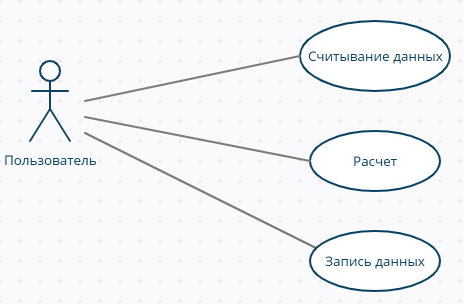 Считывание данных
Пользователь
Расчет
Запись данных